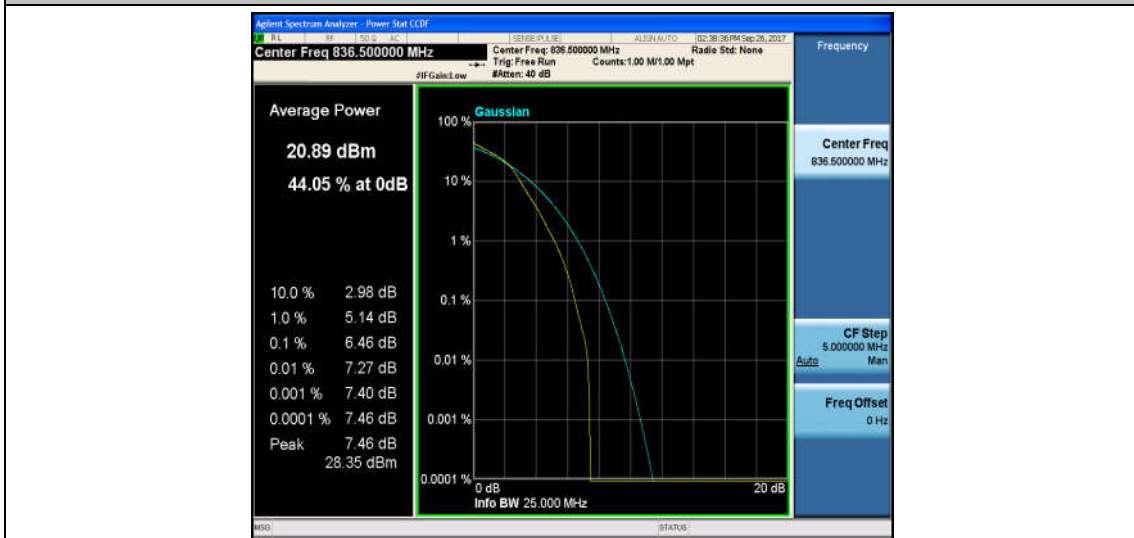 Agilent Spectrum Analyzer - Power Stat CCDF
RL RF 50 Ω AC SENSE:PULSE ALIGN AUTO 02:38:36 PM Sep 26, 2017
Center Freq 836.500000 MHz
Center Freq: 836.500000 MHz Radio Std: None
Trig: Free Run Counts:1.00 M/1.00 Mpt
#IFGain:Low #Atten: 40 dB
Frequency
Average Power
20.89 dBm
44.05 % at 0dB
10.0 % 2.98 dB
1.0 % 5.14 dB
0.1 % 6.46 dB
0.01 % 7.27 dB
0.001 % 7.40 dB
0.0001 % 7.46 dB
Peak 7.46 dB
28.35 dBm
Gaussian
100 %
10 %
1 %
0.1 %
0.01 %
0.001 %
0.0001 %
0 dB 20 dB
Info BW 25.000 MHz
Center Freq
836.500000 MHz
CF Step
5.000000 MHz
Auto Man
Freq Offset
0 Hz
MSG STATUS